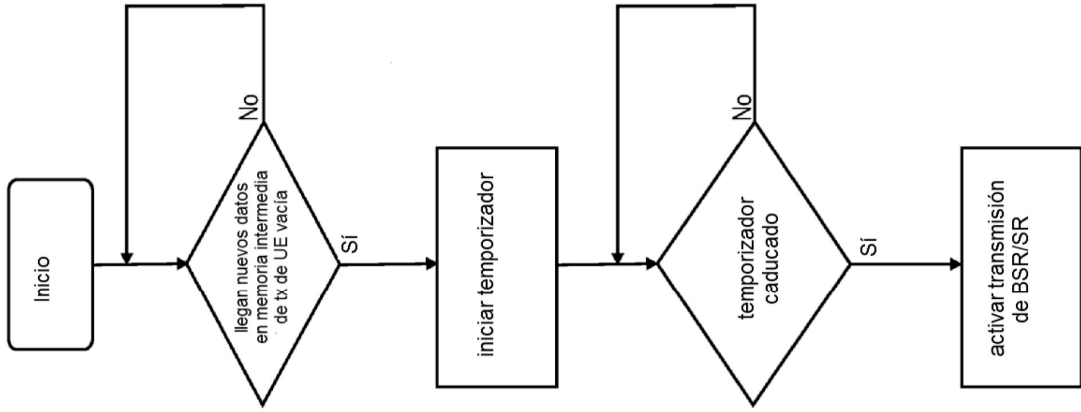 Inicio
llegan nuevos datos
en memoria intermedia
de tx de UE vacía
No
Sí
iniciar temporizador
temporizador
caducado
No
Sí
activar transmisión
de BSR/SR